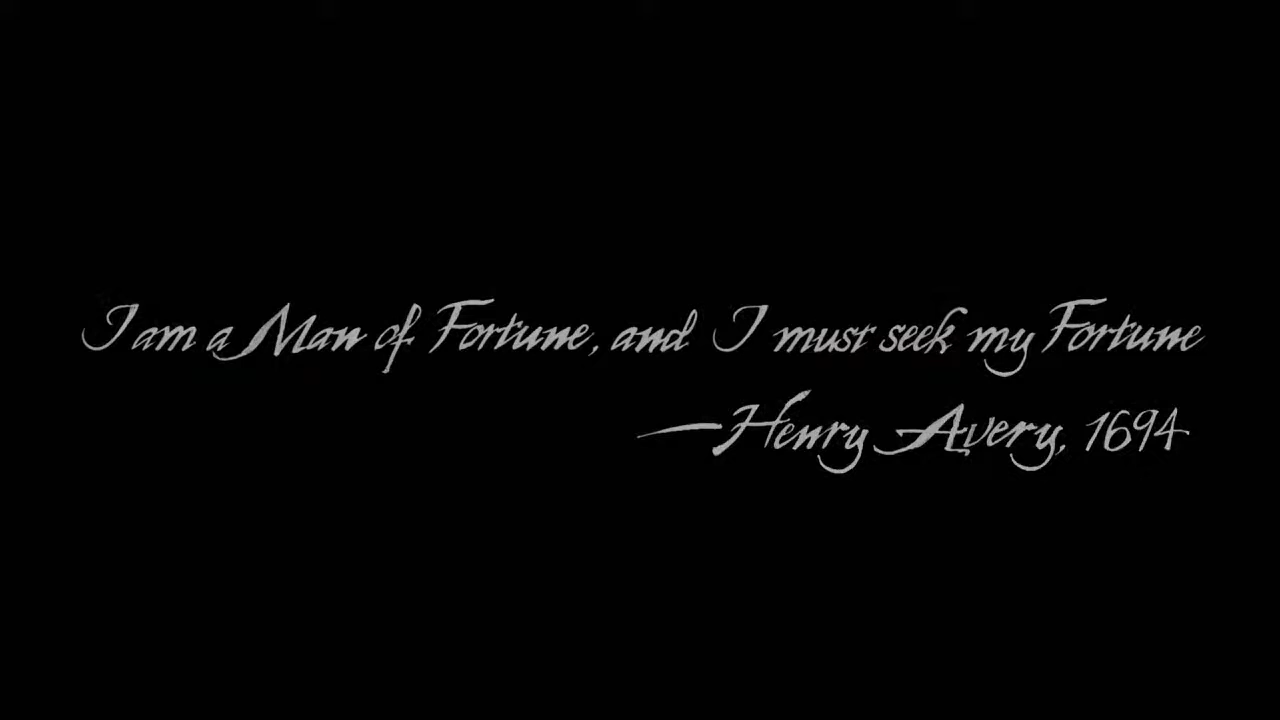 I am a Man of Fortune, and I must seek my Fortune
—Henry Avery, 1694